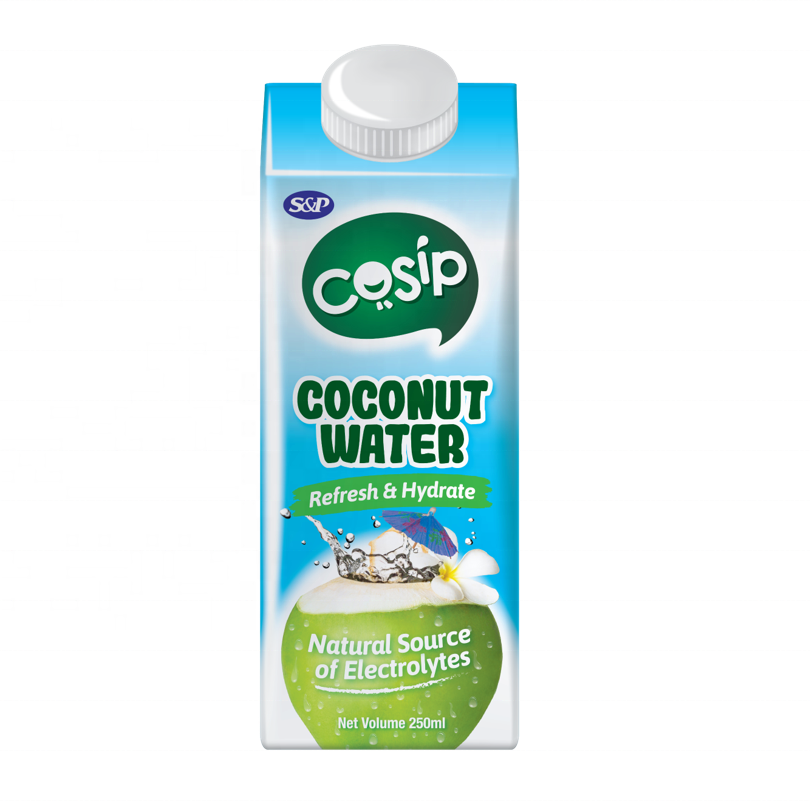 S&P
Cosip
COCONUT
WATER
Refresh & Hydrate
Natural Source
of Electrolytes
Net Volume 250ml